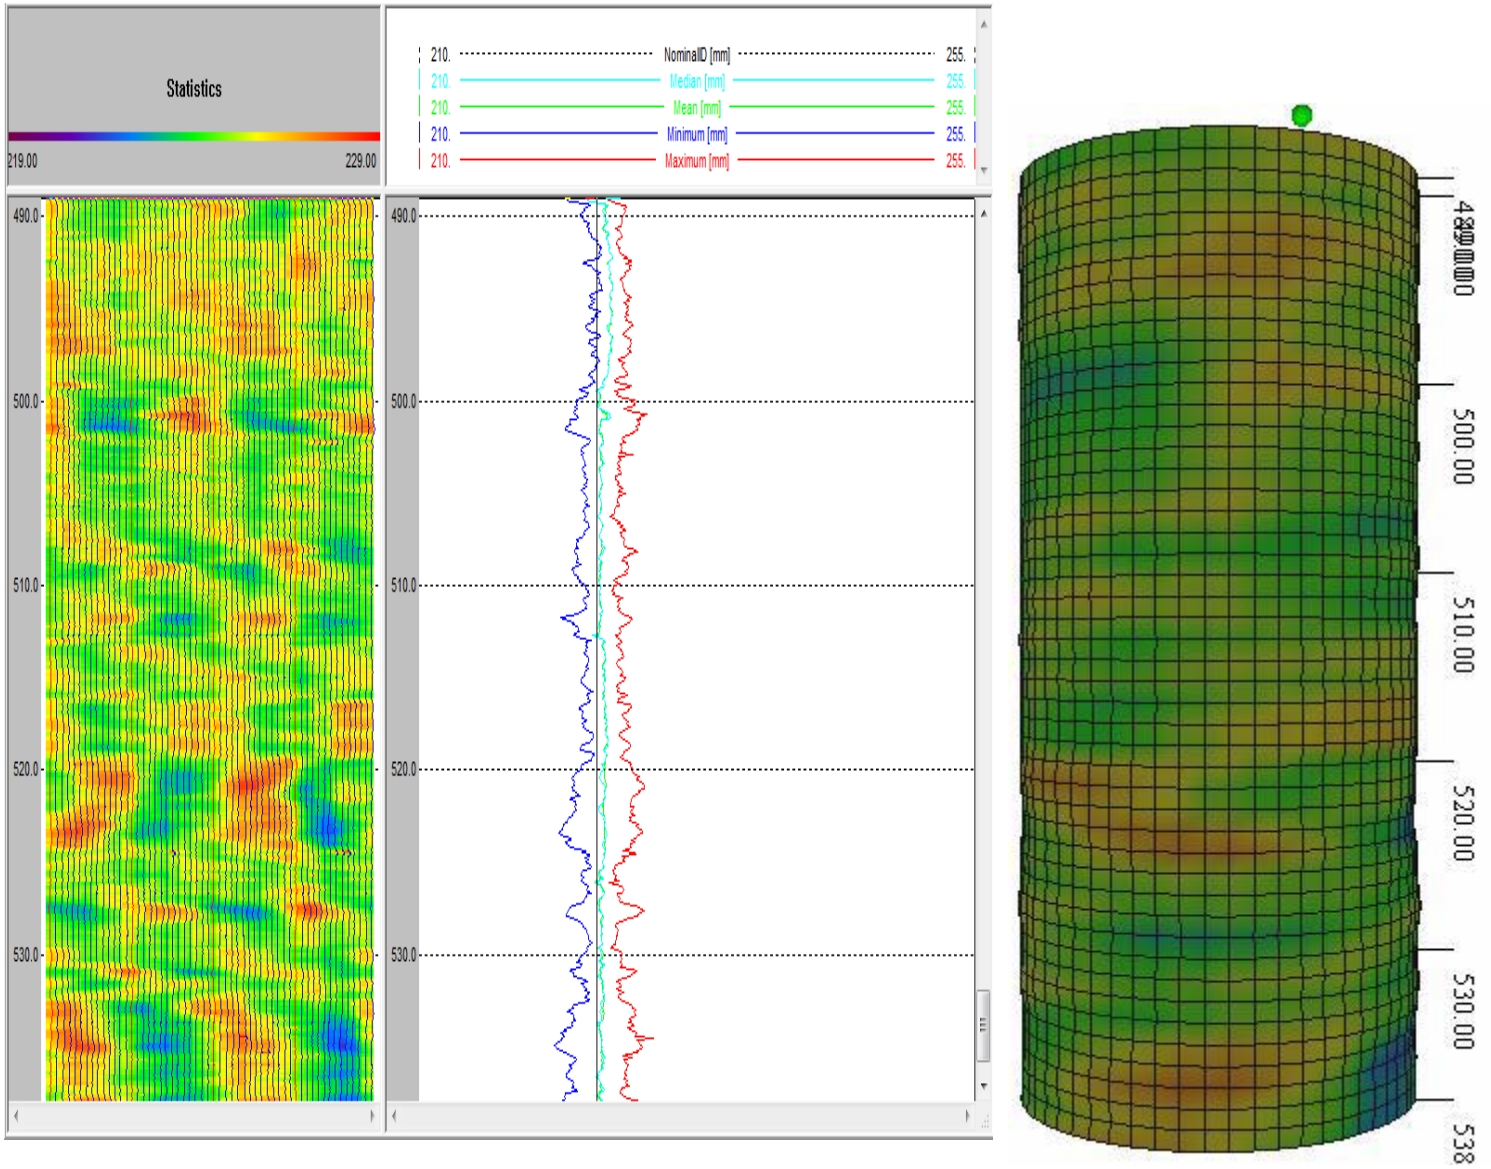 Statistics
219.00 229.00
210. NominalID [mm] 255.
210. Median [mm] 255.
210. Mean [mm] 255.
210. Minimum [mm] 255.
210. Maximum [mm] 255.
490.0
500.0
510.0
520.0
530.0
490.0
500.0
510.0
520.0
530.0
500.00
510.00
520.00
530.00
538